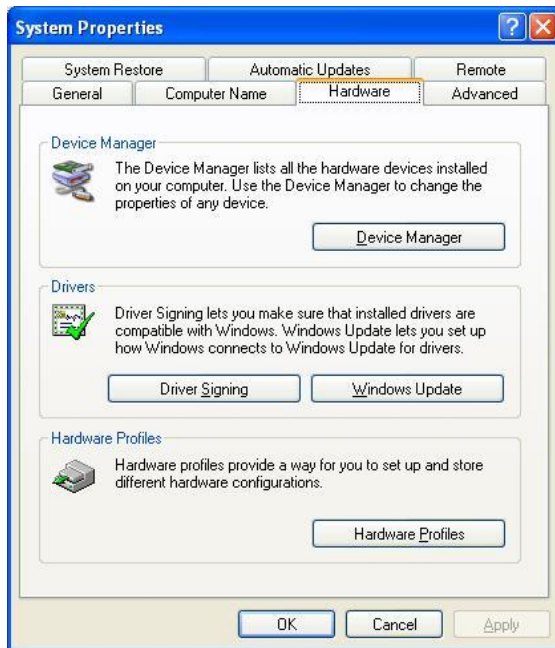 System Properties
System Restore Automatic Updates Remote
General Computer Name Hardware Advanced
Device Manager
The Device Manager lists all the hardware devices installed
on your computer. Use the Device Manager to change the
properties of any device.
Device Manager
Drivers
Driver Signing lets you make sure that installed drivers are
compatible with Windows. Windows Update lets you set up
how Windows connects to Windows Update for drivers.
Driver Signing Windows Update
Hardware Profiles
Hardware profiles provide a way for you to set up and store
different hardware configurations.
Hardware Profiles
OK Cancel Apply